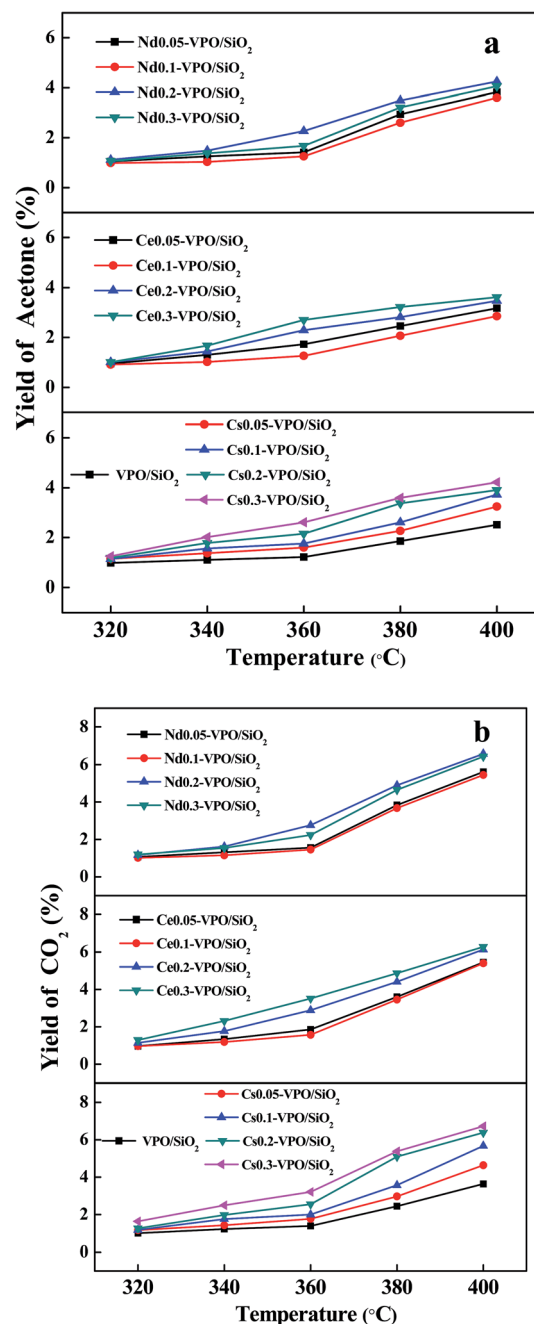 a
Nd0.05-VPO/SiO₂
Nd0.1-VPO/SiO₂
Nd0.2-VPO/SiO₂
Nd0.3-VPO/SiO₂
6
4
2
0
Ce0.05-VPO/SiO₂
Ce0.1-VPO/SiO₂
Ce0.2-VPO/SiO₂
Ce0.3-VPO/SiO₂
6
4
2
0
VPO/SiO₂
Cs0.05-VPO/SiO₂
Cs0.1-VPO/SiO₂
Cs0.2-VPO/SiO₂
Cs0.3-VPO/SiO₂
6
4
2
0
Yield of Acetone (%)
320 340 360 380 400
Temperature (°C)
b
Nd0.05-VPO/SiO₂
Nd0.1-VPO/SiO₂
Nd0.2-VPO/SiO₂
Nd0.3-VPO/SiO₂
8
6
4
2
0
Ce0.05-VPO/SiO₂
Ce0.1-VPO/SiO₂
Ce0.2-VPO/SiO₂
Ce0.3-VPO/SiO₂
8
6
4
2
0
VPO/SiO₂
Cs0.05-VPO/SiO₂
Cs0.1-VPO/SiO₂
Cs0.2-VPO/SiO₂
Cs0.3-VPO/SiO₂
8
6
4
2
0
Yield of CO₂ (%)
320 340 360 380 400
Temperature (°C)